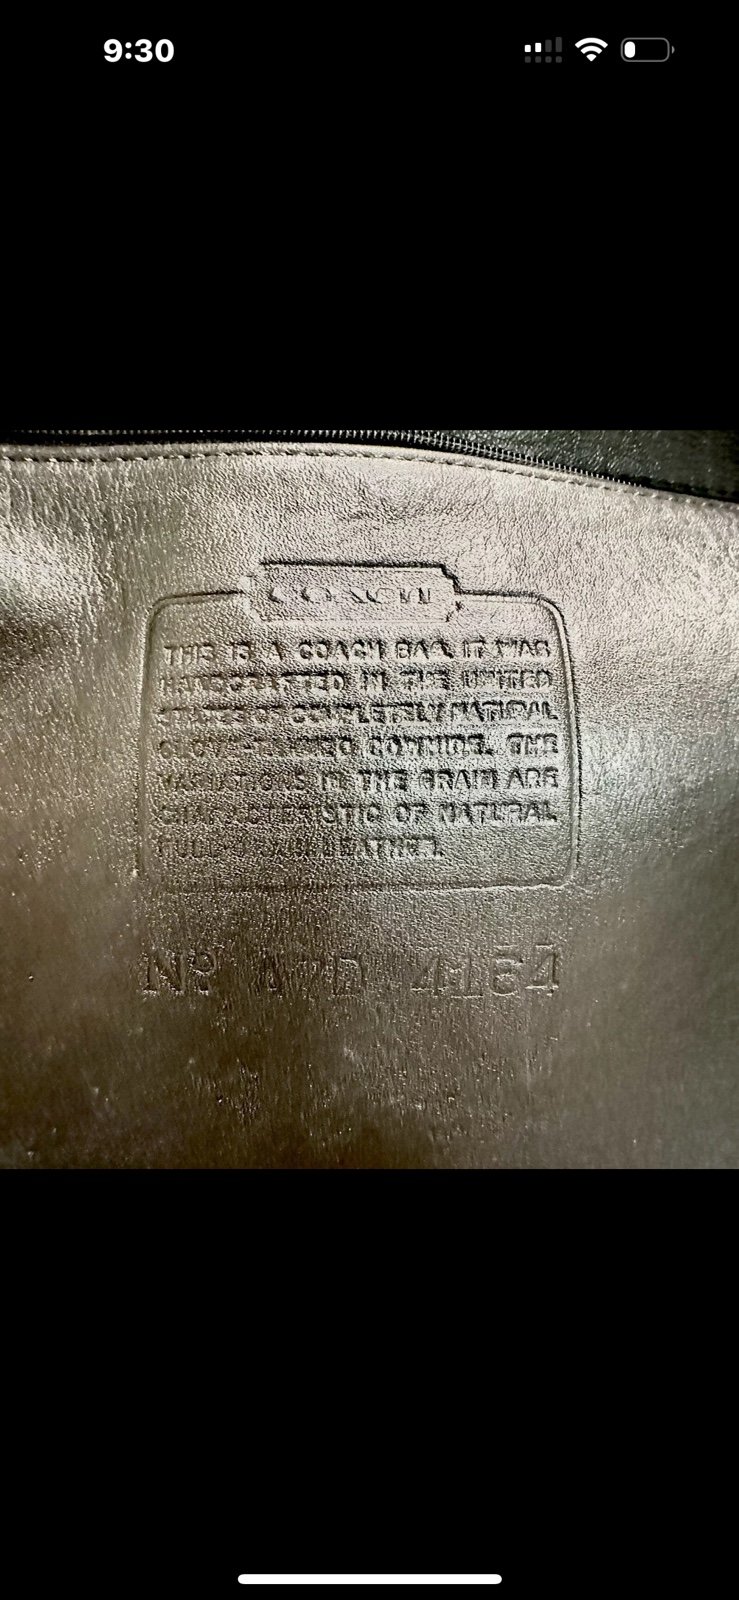 9:30
COACH
THIS IS A COACH BAG. IT WAS
HANDCRAFTED IN THE UNITED
STATES OF COMPLETELY NATURAL
GLOVE-TANNED COWHIDE. THE
VARIATIONS IN THE GRAIN ARE
CHARACTERISTIC OF NATURAL
FULL-GRAIN LEATHER.
Nº